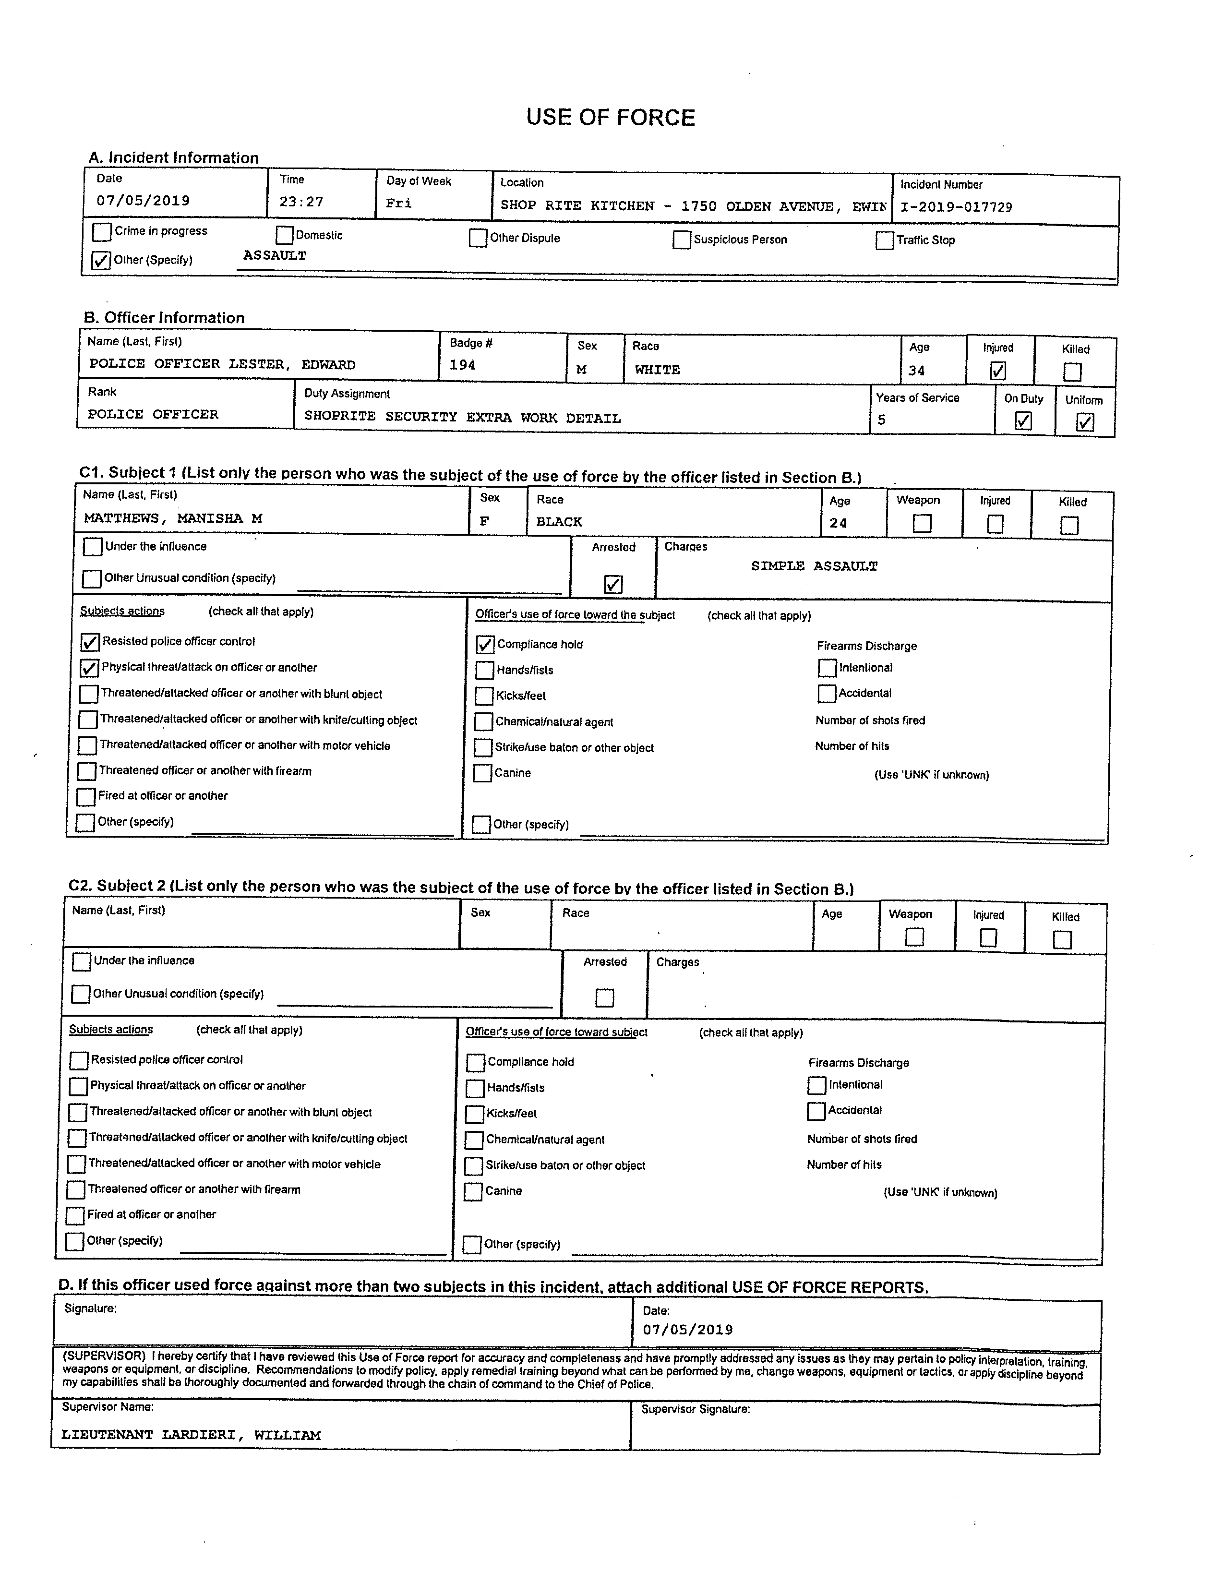 USE OF FORCE
A. Incident Information
Date Time Day of Week Location Incident Number
07/05/2019 23:27 Fri SHOP RITE KITCHEN - 1750 OLDEN AVENUE, EWIN I-2019-017729
Crime in progress Domestic Other Dispute Suspicious Person Traffic Stop
Other (Specify) ASSAULT
B. Officer Information
Name (Last, First) Badge # Sex Race Age Injured Killed
POLICE OFFICER LESTER, EDWARD 194 M WHITE 34
Rank Duty Assignment Years of Service On Duty Uniform
POLICE OFFICER SHOPRITE SECURITY EXTRA WORK DETAIL 5
C1. Subject 1 (List only the person who was the subject of the use of force by the officer listed in Section B.)
Name (Last, First) Sex Race Age Weapon Injured Killed
MATTHEWS, MANISHA M F BLACK 24
Under the influence Arrested Charges
SIMPLE ASSAULT
Other Unusual condition (specify)
Subjects actions (check all that apply) Officer's use of force toward the subject (check all that apply)
Resisted police officer control Compliance hold Firearms Discharge
Physical threat/attack on officer or another Hands/fists Intentional
Threatened/attacked officer or another with blunt object Kicks/feet Accidental
Threatened/attacked officer or another with knife/cutting object Chemical/natural agent Number of shots fired
Threatened/attacked officer or another with motor vehicle Strike/use baton or other object Number of hits
Threatened officer or another with firearm Canine (Use 'UNK' if unknown)
Fired at officer or another
Other (specify) Other (specify)
C2. Subject 2 (List only the person who was the subject of the use of force by the officer listed in Section B.)
Name (Last, First) Sex Race Age Weapon Injured Killed
Under the influence Arrested Charges
Other Unusual condition (specify)
Subjects actions (check all that apply) Officer's use of force toward subject (check all that apply)
Resisted police officer control Compliance hold Firearms Discharge
Physical threat/attack on officer or another Hands/fists Intentional
Threatened/attacked officer or another with blunt object Kicks/feet Accidental
Threatened/attacked officer or another with knife/cutting object Chemical/natural agent Number of shots fired
Threatened/attacked officer or another with motor vehicle Strike/use baton or other object Number of hits
Threatened officer or another with firearm Canine (Use 'UNK' if unknown)
Fired at officer or another
Other (specify) Other (specify)
D. If this officer used force against more than two subjects in this incident, attach additional USE OF FORCE REPORTS.
Signature: Date:
07/05/2019
(SUPERVISOR) I hereby certify that I have reviewed this Use of Force report for accuracy and completeness and have promptly addressed any issues as they may pertain to policy interpretation, training,
weapons or equipment, or discipline. Recommendations to modify policy, apply remedial training beyond what can be performed by me, change weapons, equipment or tactics, or apply discipline beyond
my capabilities shall be thoroughly documented and forwarded through the chain of command to the Chief of Police.
Supervisor Name: Supervisor Signature:
LIEUTENANT LARDIERI, WILLIAM